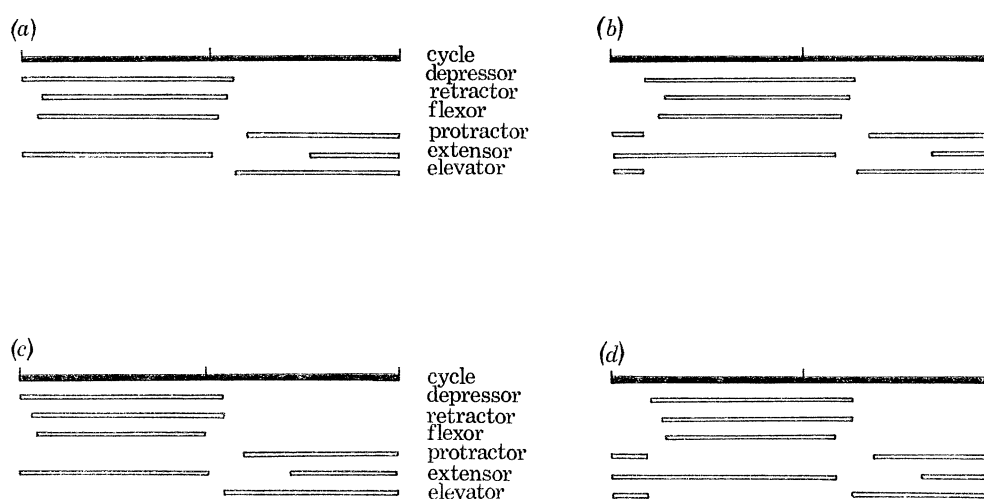 (a)
cycle
depressor
retractor
flexor
protractor
extensor
elevator
(b)
(c)
cycle
depressor
retractor
flexor
protractor
extensor
elevator
(d)